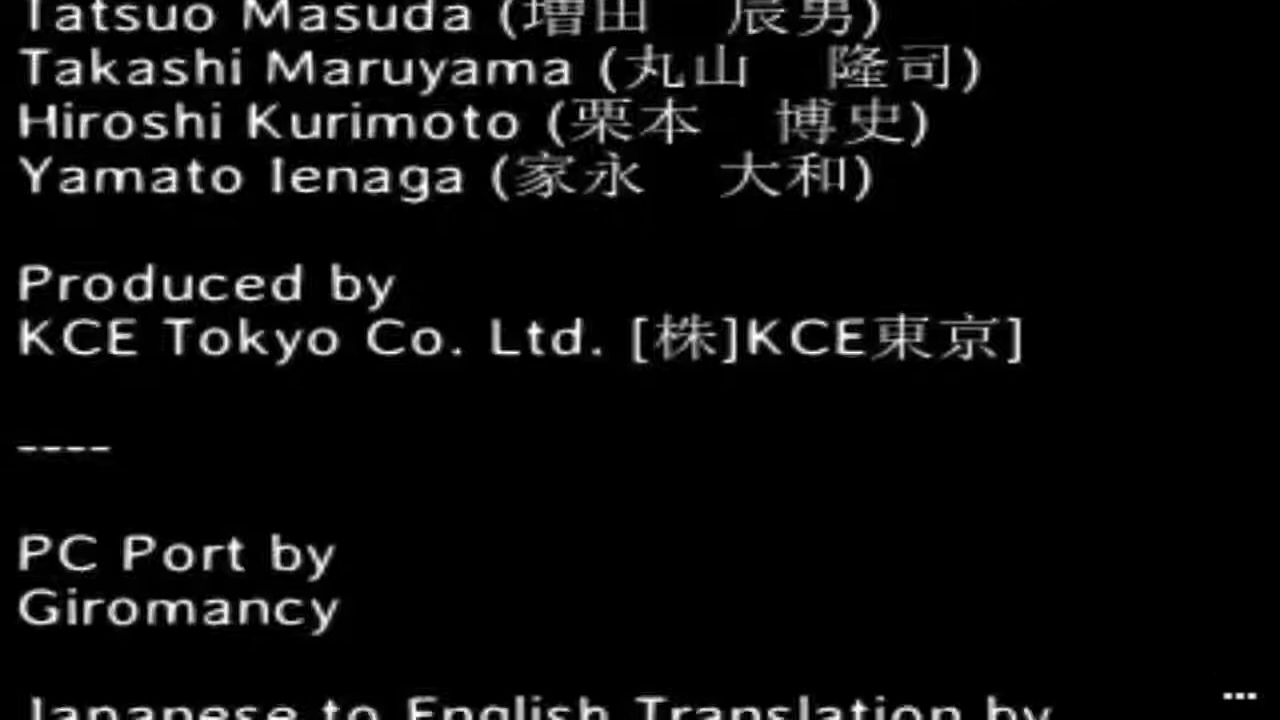 Tatsuo Masuda (増田　辰男)
Takashi Maruyama (丸山　隆司)
Hiroshi Kurimoto (栗本　博史)
Yamato Ienaga (家永　大和)
Produced by
KCE Tokyo Co. Ltd. [株]KCE東京]
----
PC Port by
Giromancy
Japanese to English Translation by
...